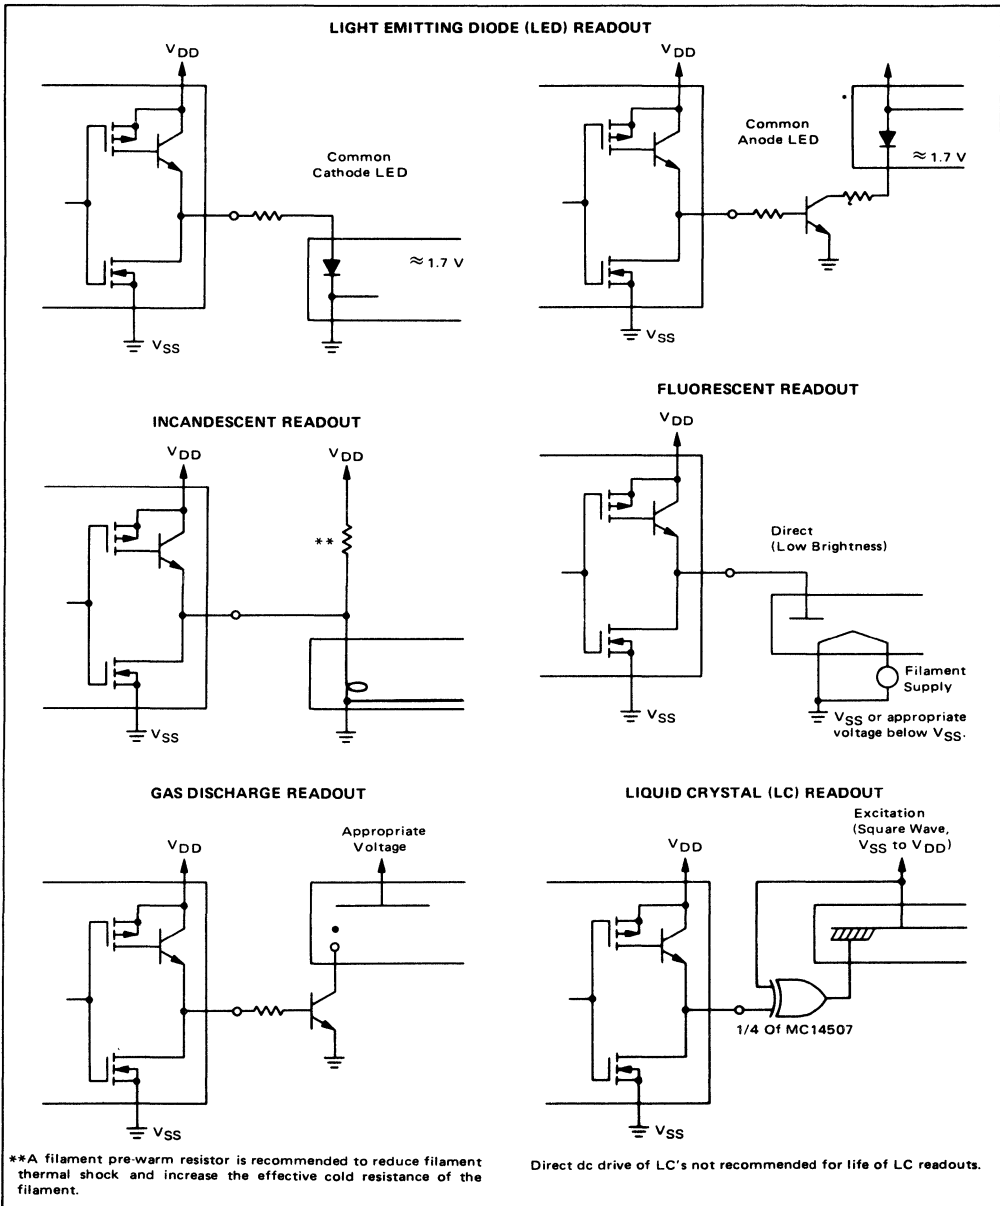 LIGHT EMITTING DIODE (LED) READOUT
VDD
Common
Cathode LED
≈ 1.7 V
VSS
VDD
Common
Anode LED
≈ 1.7 V
VSS
INCANDESCENT READOUT
VDD
VDD
**
VSS
FLUORESCENT READOUT
VDD
Direct
(Low Brightness)
Filament
Supply
VSS
VSS or appropriate
voltage below VSS.
GAS DISCHARGE READOUT
Appropriate
Voltage
VDD
VSS
LIQUID CRYSTAL (LC) READOUT
Excitation
(Square Wave,
VSS to VDD)
VDD
1/4 Of MC14507
VSS
**A filament pre-warm resistor is recommended to reduce filament
thermal shock and increase the effective cold resistance of the
filament.
Direct dc drive of LC's not recommended for life of LC readouts.